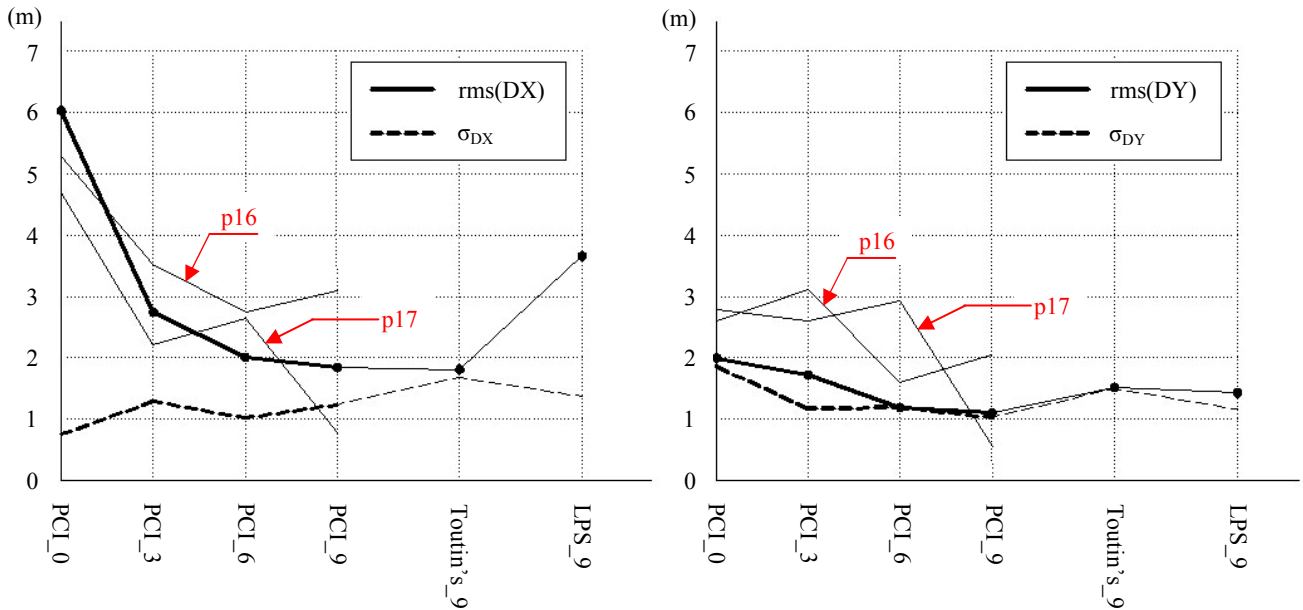 (m)
7
6
5
4
3
2
1
0
rms(DX)
σDX
p16
p17
PCI_0
PCI_3
PCI_6
PCI_9
Toutin's_9
LPS_9
(m)
7
6
5
4
3
2
1
0
rms(DY)
σDY
p16
p17
PCI_0
PCI_3
PCI_6
PCI_9
Toutin's_9
LPS_9